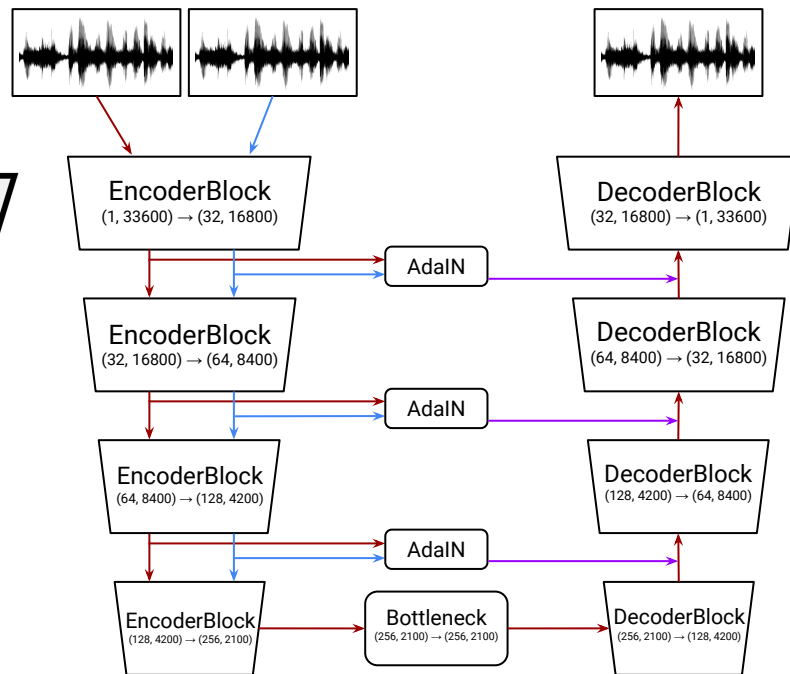 EncoderBlock
(1, 33600) → (32, 16800)
DecoderBlock
(32, 16800) → (1, 33600)
AdaIN
EncoderBlock
(32, 16800) → (64, 8400)
DecoderBlock
(64, 8400) → (32, 16800)
AdaIN
EncoderBlock
(64, 8400) → (128, 4200)
DecoderBlock
(128, 4200) → (64, 8400)
AdaIN
EncoderBlock
(128, 4200) → (256, 2100)
Bottleneck
(256, 2100) → (256, 2100)
DecoderBlock
(256, 2100) → (128, 4200)